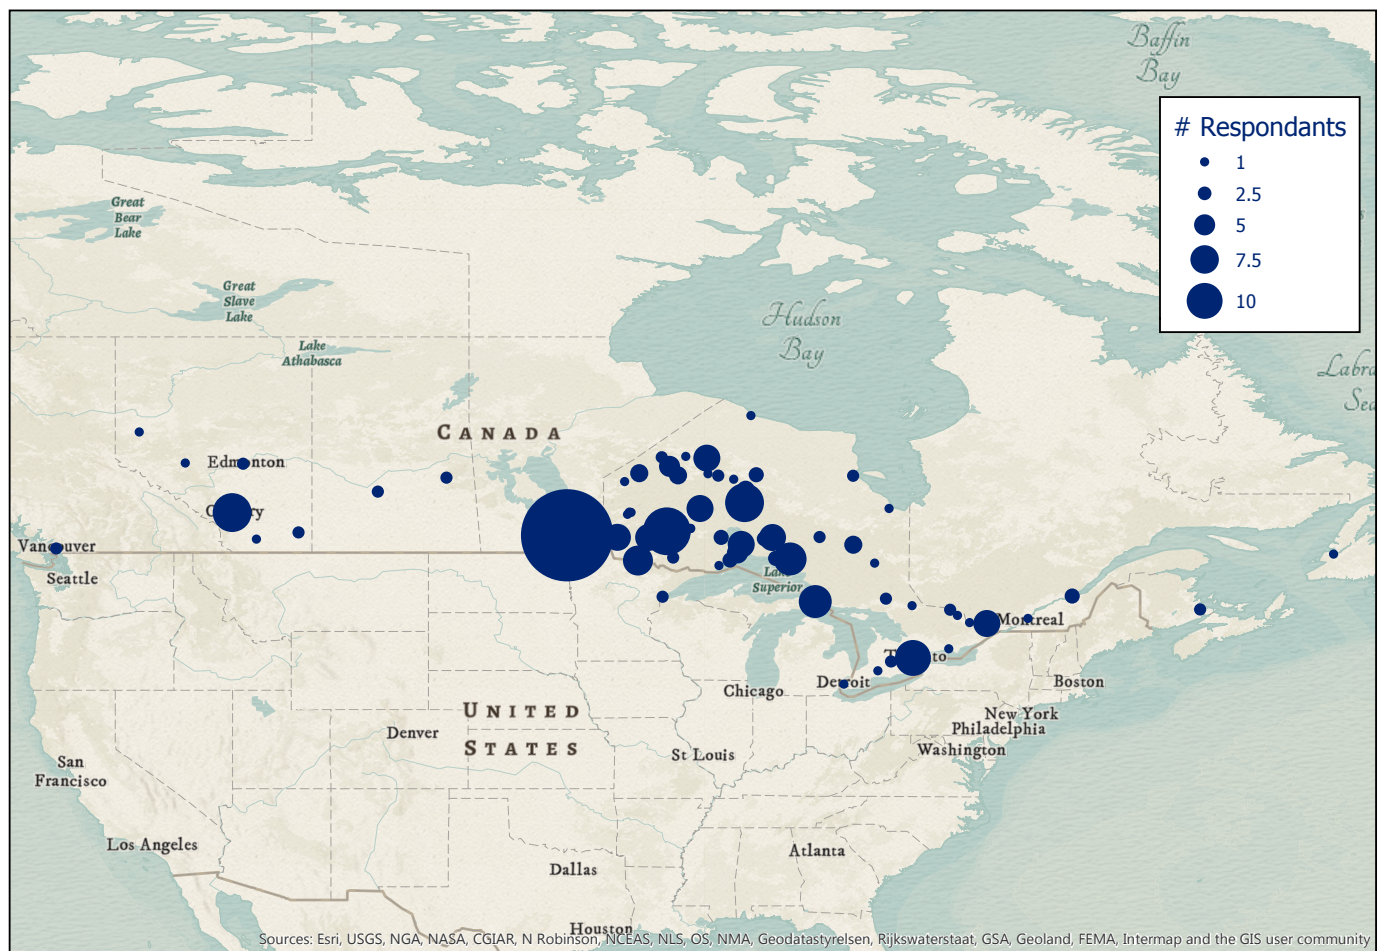 Baffin
Bay
# Respondants
1
2.5
5
7.5
10
Great
Bear
Lake
Great
Slave
Lake
Lake
Athabasca
Hudson
Bay
Labra
Sea
CANADA
Edmonton
Vancouver
Seattle
Lake
Superior
Montreal
Detroit
Chicago
Boston
New York
Philadelphia
Washington
UNITED
STATES
Denver
St Louis
San
Francisco
Los Angeles
Atlanta
Dallas
Houston
Sources: Esri, USGS, NGA, NASA, CGIAR, N Robinson, NCEAS, NLS, OS, NMA, Geodatastyrelsen, Rijkswaterstaat, GSA, Geoland, FEMA, Intermap and the GIS user community